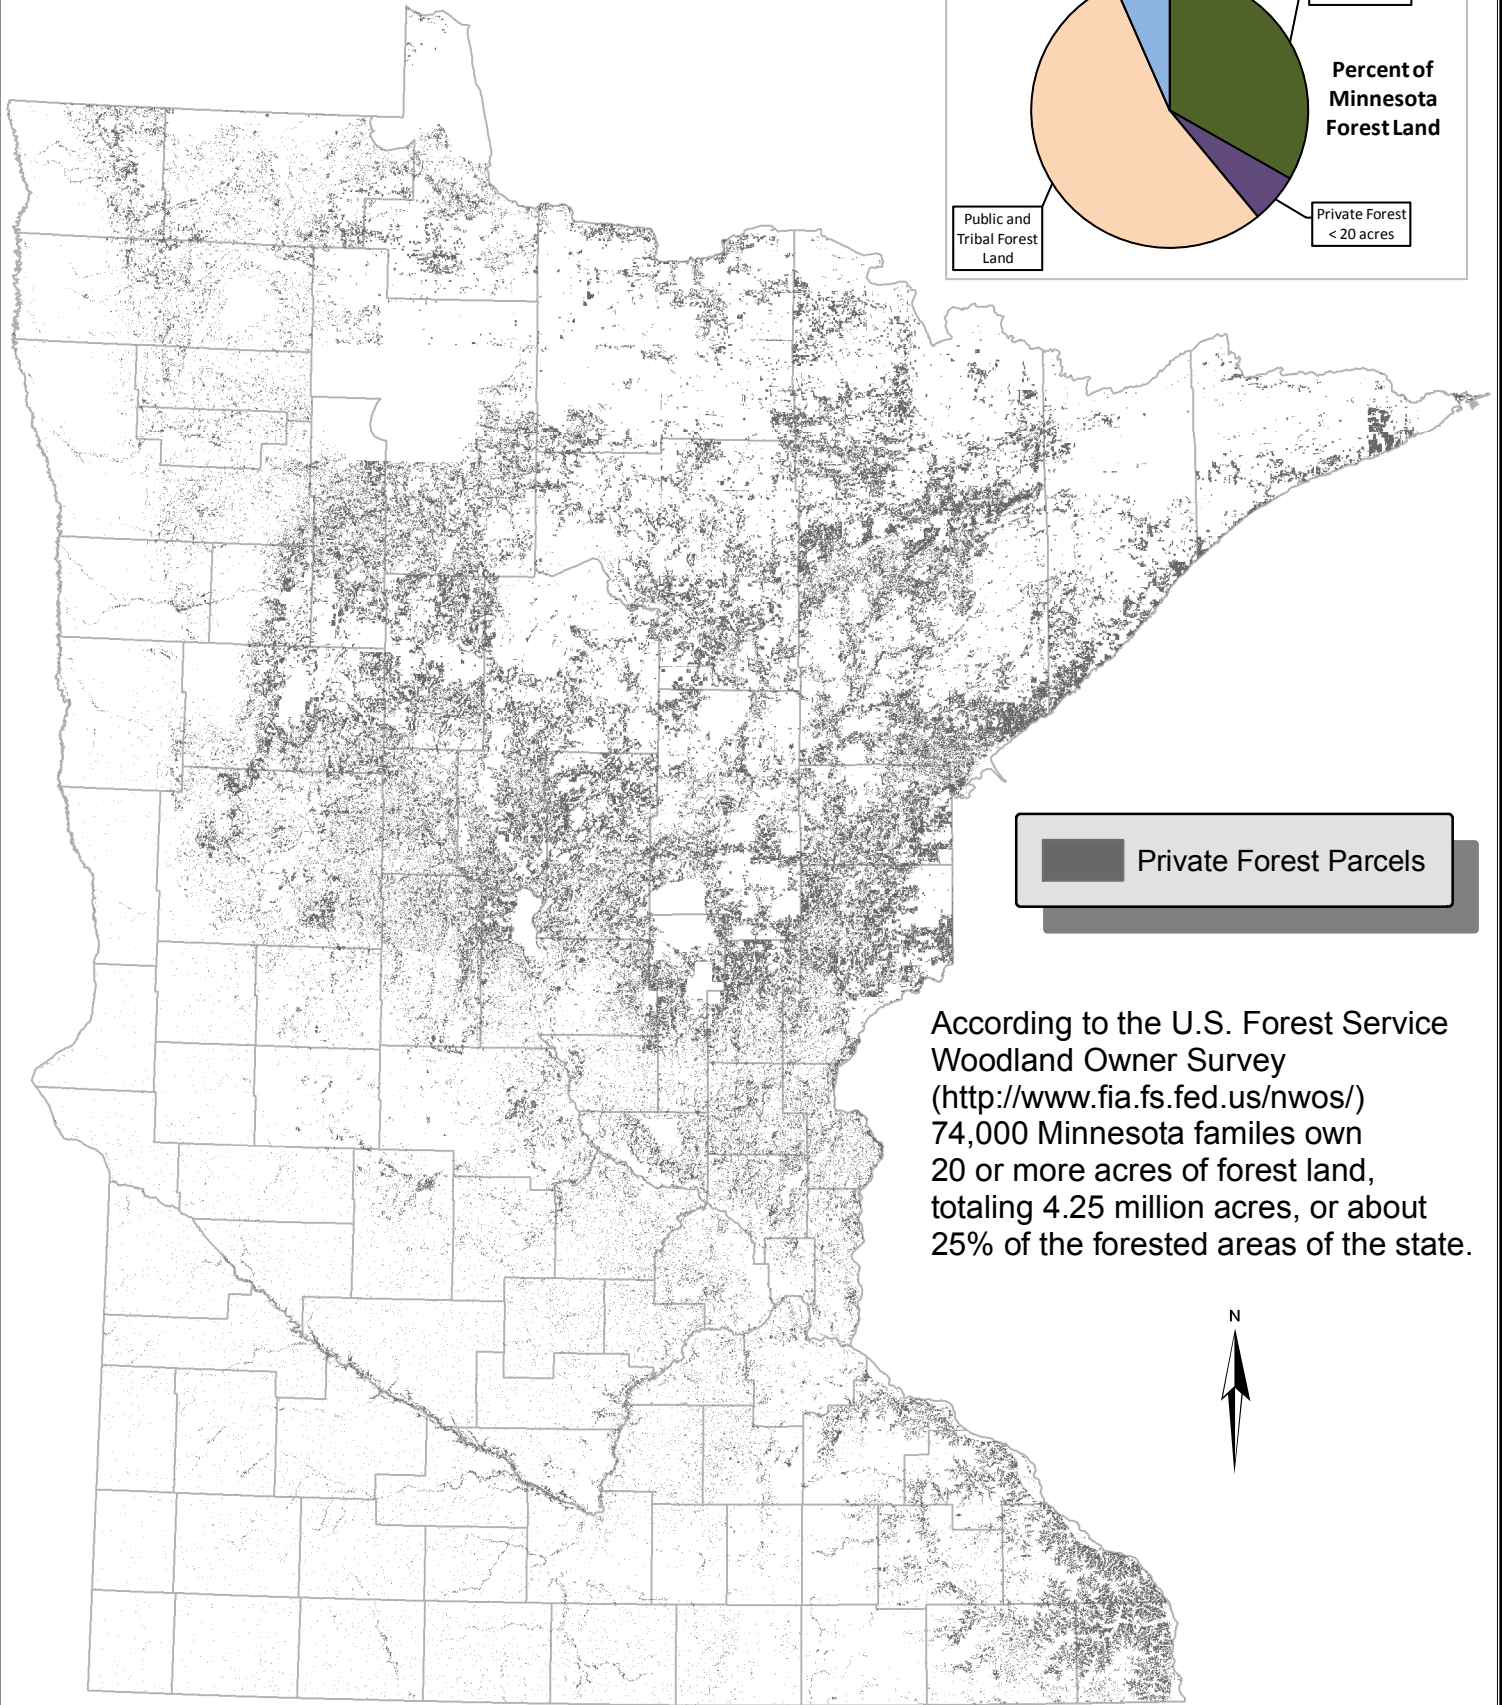 Percent of
Minnesota
Forest Land
Public and
Tribal Forest
Land
Private Forest
< 20 acres
Private Forest Parcels
According to the U.S. Forest Service
Woodland Owner Survey
(http://www.fia.fs.fed.us/nwos/)
74,000 Minnesota familes own
20 or more acres of forest land,
totaling 4.25 million acres, or about
25% of the forested areas of the state.
N